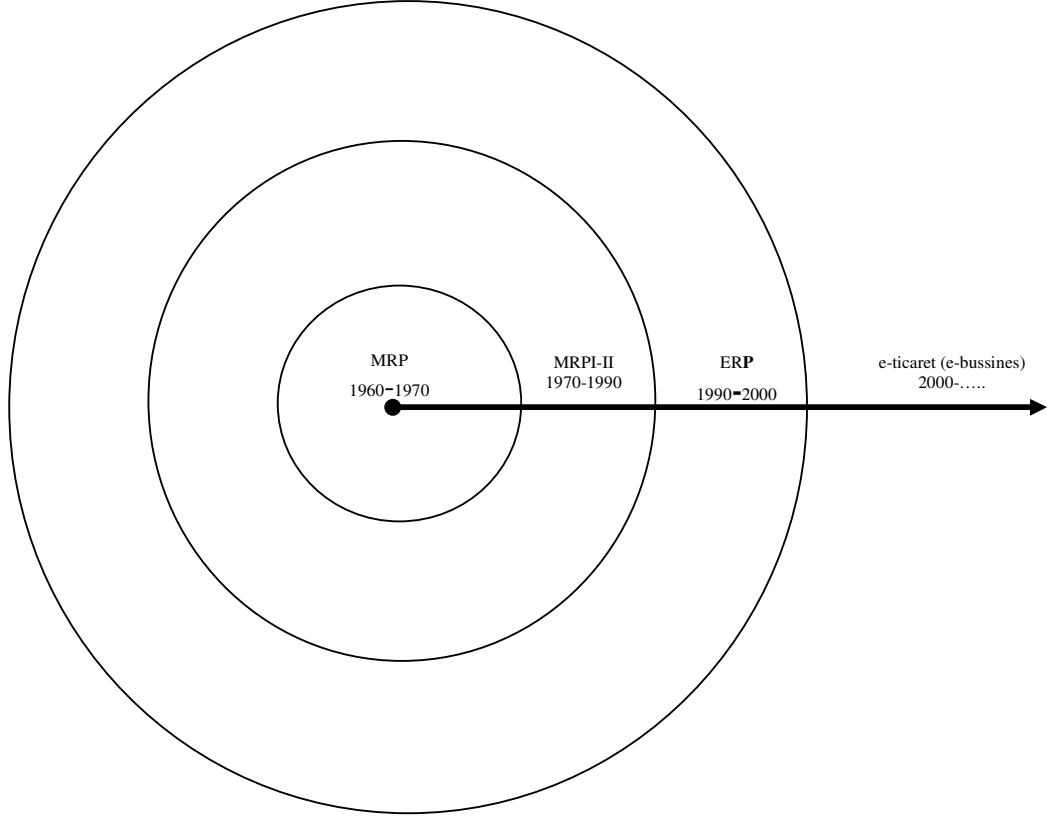 MRP
1960-1970
MRPI-II
1970-1990
ERP
1990-2000
e-ticaret (e-bussines)
2000-…..